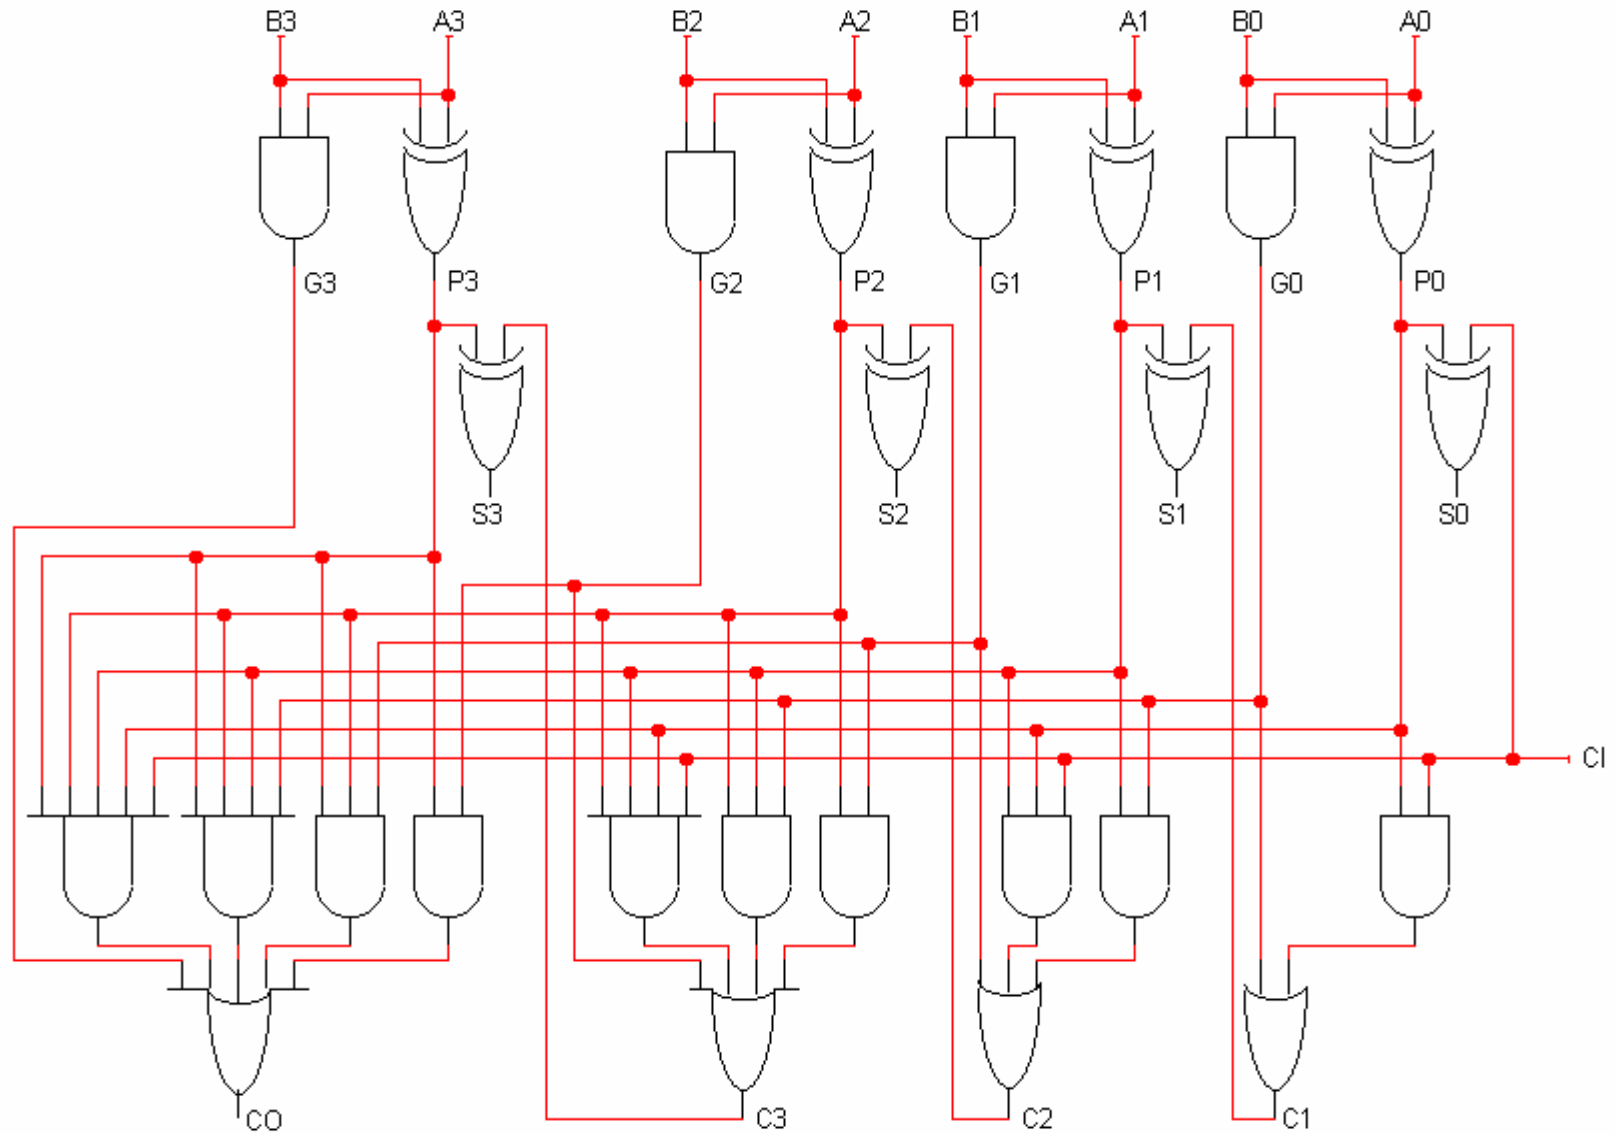 B3 A3 B2 A2 B1 A1 B0 A0
G3 P3 G2 P2 G1 P1 G0 P0
S3 S2 S1 S0
CI
CO C3 C2 C1